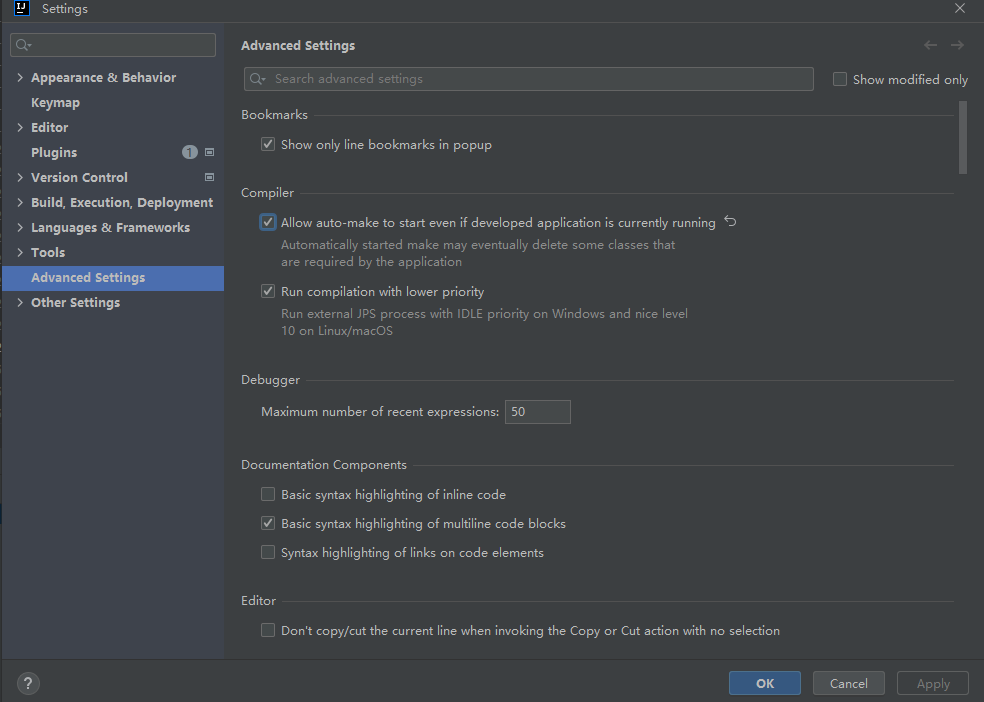 IJ
Settings
Appearance & Behavior
Keymap
Editor
Plugins 1
Version Control
Build, Execution, Deployment
Languages & Frameworks
Tools
Advanced Settings
Other Settings
Advanced Settings
Search advanced settings
Show modified only
Bookmarks
Show only line bookmarks in popup
Compiler
Allow auto-make to start even if developed application is currently running
Automatically started make may eventually delete some classes that
are required by the application
Run compilation with lower priority
Run external JPS process with IDLE priority on Windows and nice level
10 on Linux/macOS
Debugger
Maximum number of recent expressions: 50
Documentation Components
Basic syntax highlighting of inline code
Basic syntax highlighting of multiline code blocks
Syntax highlighting of links on code elements
Editor
Don't copy/cut the current line when invoking the Copy or Cut action with no selection
?
OK
Cancel
Apply